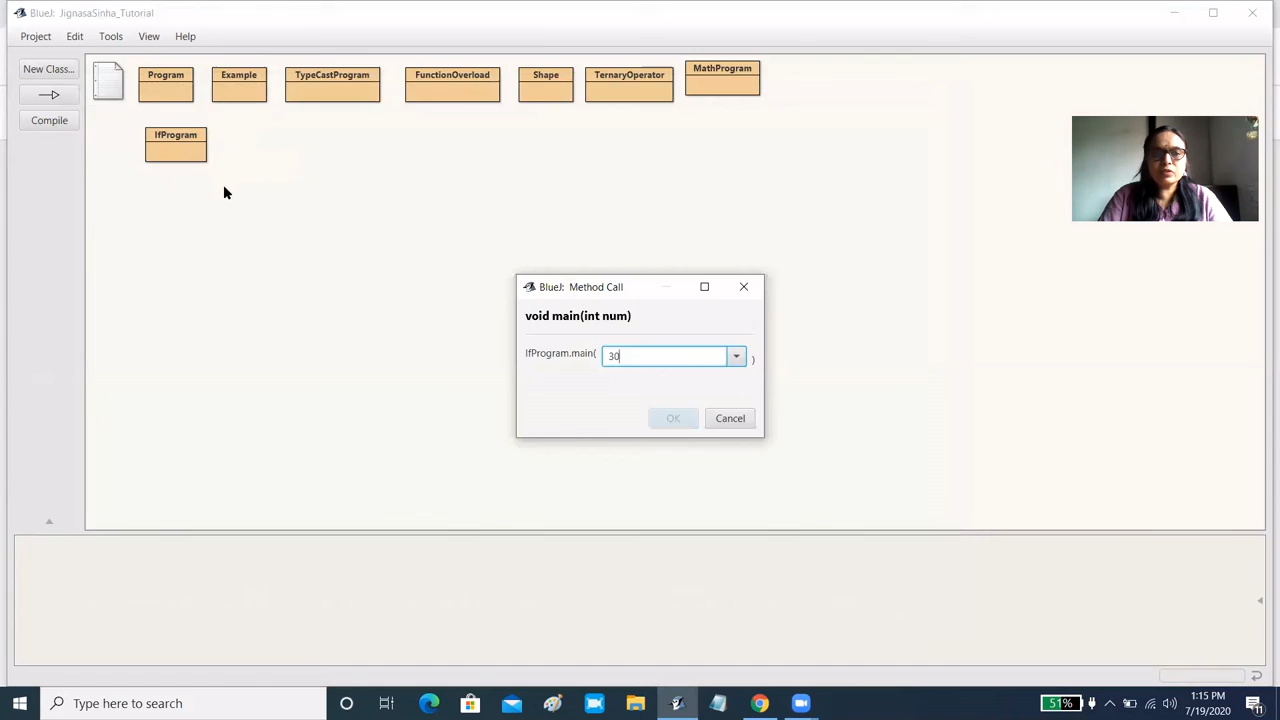 BlueJ: JignasaSinha_Tutorial
Project Edit Tools View Help
New Class...
Compile
Program
Example
TypeCastProgram
FunctionOverload
Shape
TernaryOperator
MathProgram
IfProgram
BlueJ: Method Call
void main(int num)
IfProgram.main( 30 )
OK Cancel
Type here to search
51%
1:15 PM
7/19/2020
11